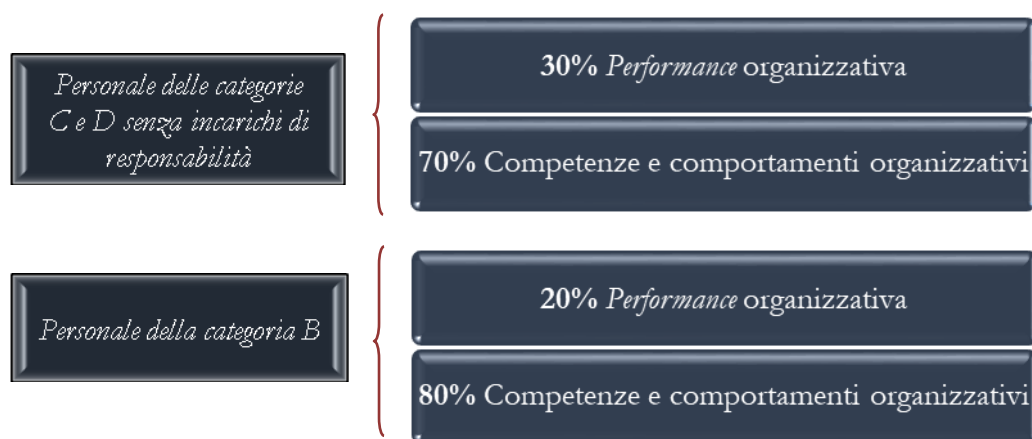 Personale delle categorie
C e D senza incarichi di
responsabilità
30% Performance organizzativa
70% Competenze e comportamenti organizzativi
Personale della categoria B
20% Performance organizzativa
80% Competenze e comportamenti organizzativi